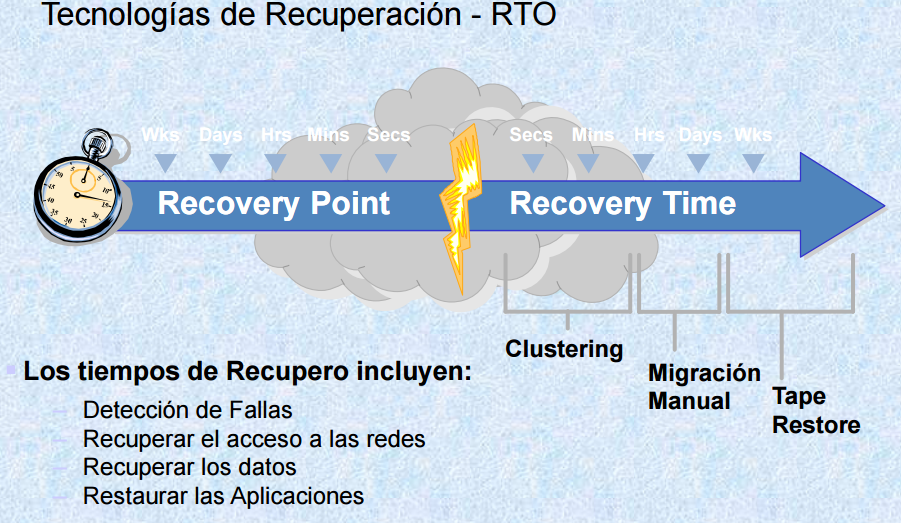 Tecnologías de Recuperación - RTO
Wks Days Hrs Mins Secs Secs Mins Hrs Days Wks
Recovery Point Recovery Time
Clustering
Migración
Manual
Tape
Restore
Los tiempos de Recupero incluyen:
Detección de Fallas
Recuperar el acceso a las redes
Recuperar los datos
Restaurar las Aplicaciones